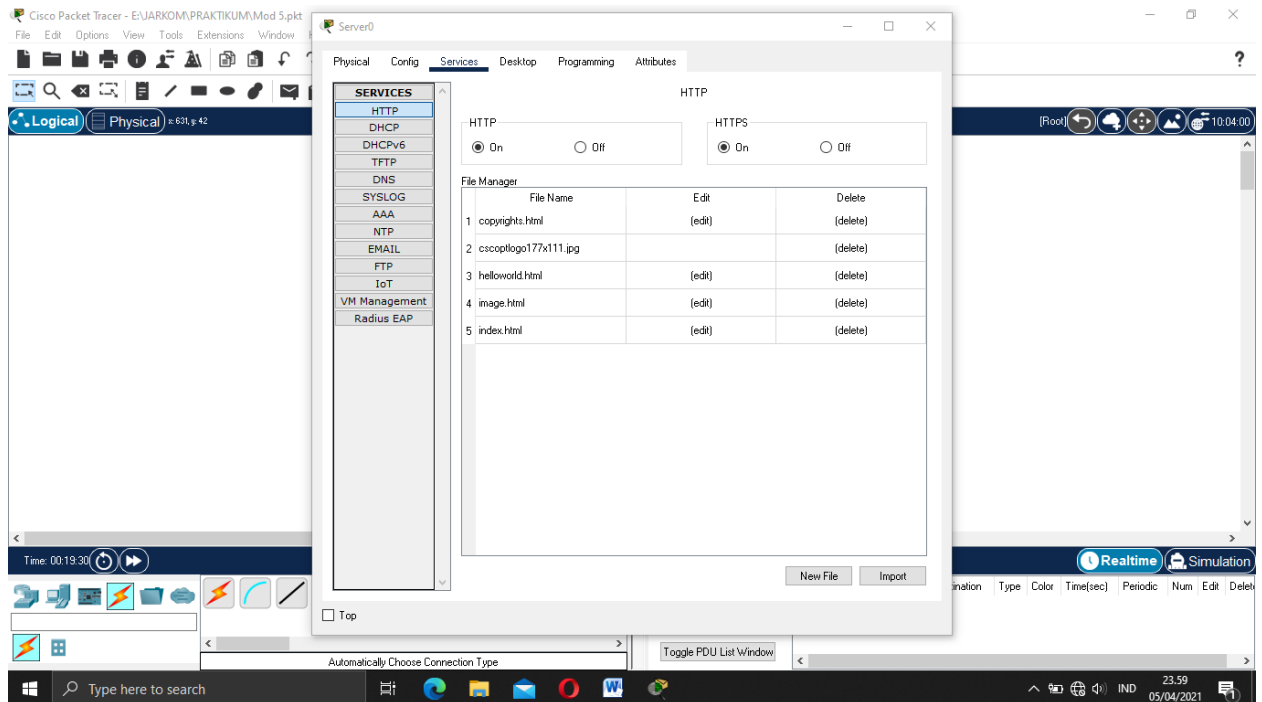 Cisco Packet Tracer - E:\JARKOM\PRAKTIKUM\Mod 5.pkt
File Edit Options View Tools Extensions Window
?
Logical Physical x: 631, y: 42
[Root] 10:04:00
Server0
Physical Config Services Desktop Programming Attributes
SERVICES
HTTP
DHCP
DHCPv6
TFTP
DNS
SYSLOG
AAA
NTP
EMAIL
FTP
IoT
VM Management
Radius EAP
HTTP
HTTP HTTPS
On Off On Off
File Manager
File Name Edit Delete
1 copyrights.html (edit) (delete)
2 cscoptlogo177x111.jpg (delete)
3 helloworld.html (edit) (delete)
4 image.html (edit) (delete)
5 index.html (edit) (delete)
New File Import
Top
Time: 00:19:30
Realtime Simulation
Type Color Time(sec) Periodic Num Edit
Toggle PDU List Window
Automatically Choose Connection Type
Type here to search
IND
23.59
05/04/2021